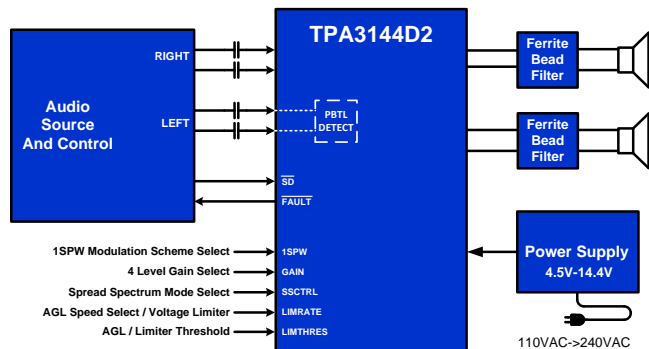 TPA3144D2
RIGHT
LEFT
Audio
Source
And Control
PBTL
DETECT
SD
FAULT
1SPW Modulation Scheme Select
1SPW
4 Level Gain Select
GAIN
Spread Spectrum Mode Select
SSCTRL
AGL Speed Select / Voltage Limiter
LIMRATE
AGL / Limiter Threshold
LIMTHRES
Ferrite
Bead
Filter
Ferrite
Bead
Filter
Power Supply
4.5V-14.4V
110VAC->240VAC